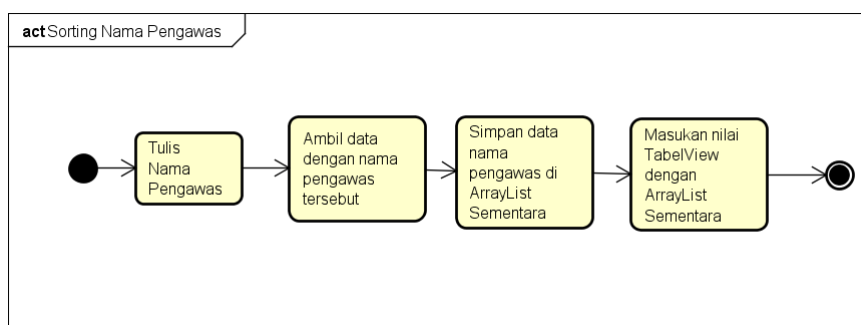 act Sorting Nama Pengawas
Tulis
Nama
Pengawas
Ambil data
dengan nama
pengawas
tersebut
Simpan data
nama
pengawas di
ArrayList
Sementara
Masukan nilai
TabelView
dengan
ArrayList
Sementara